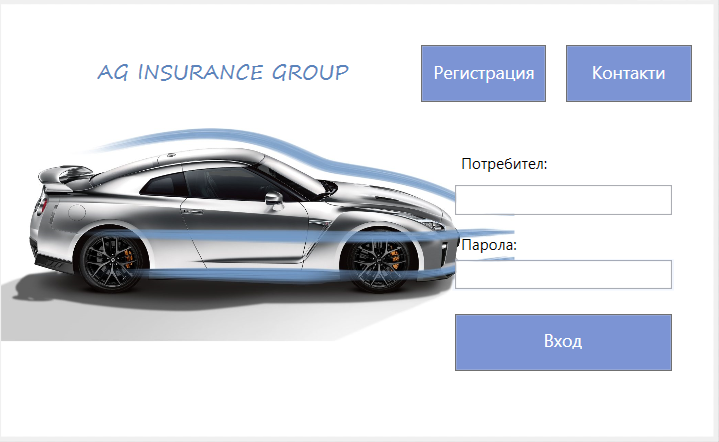 AG INSURANCE GROUP
Регистрация
Контакти
Потребител:
Парола:
Вход